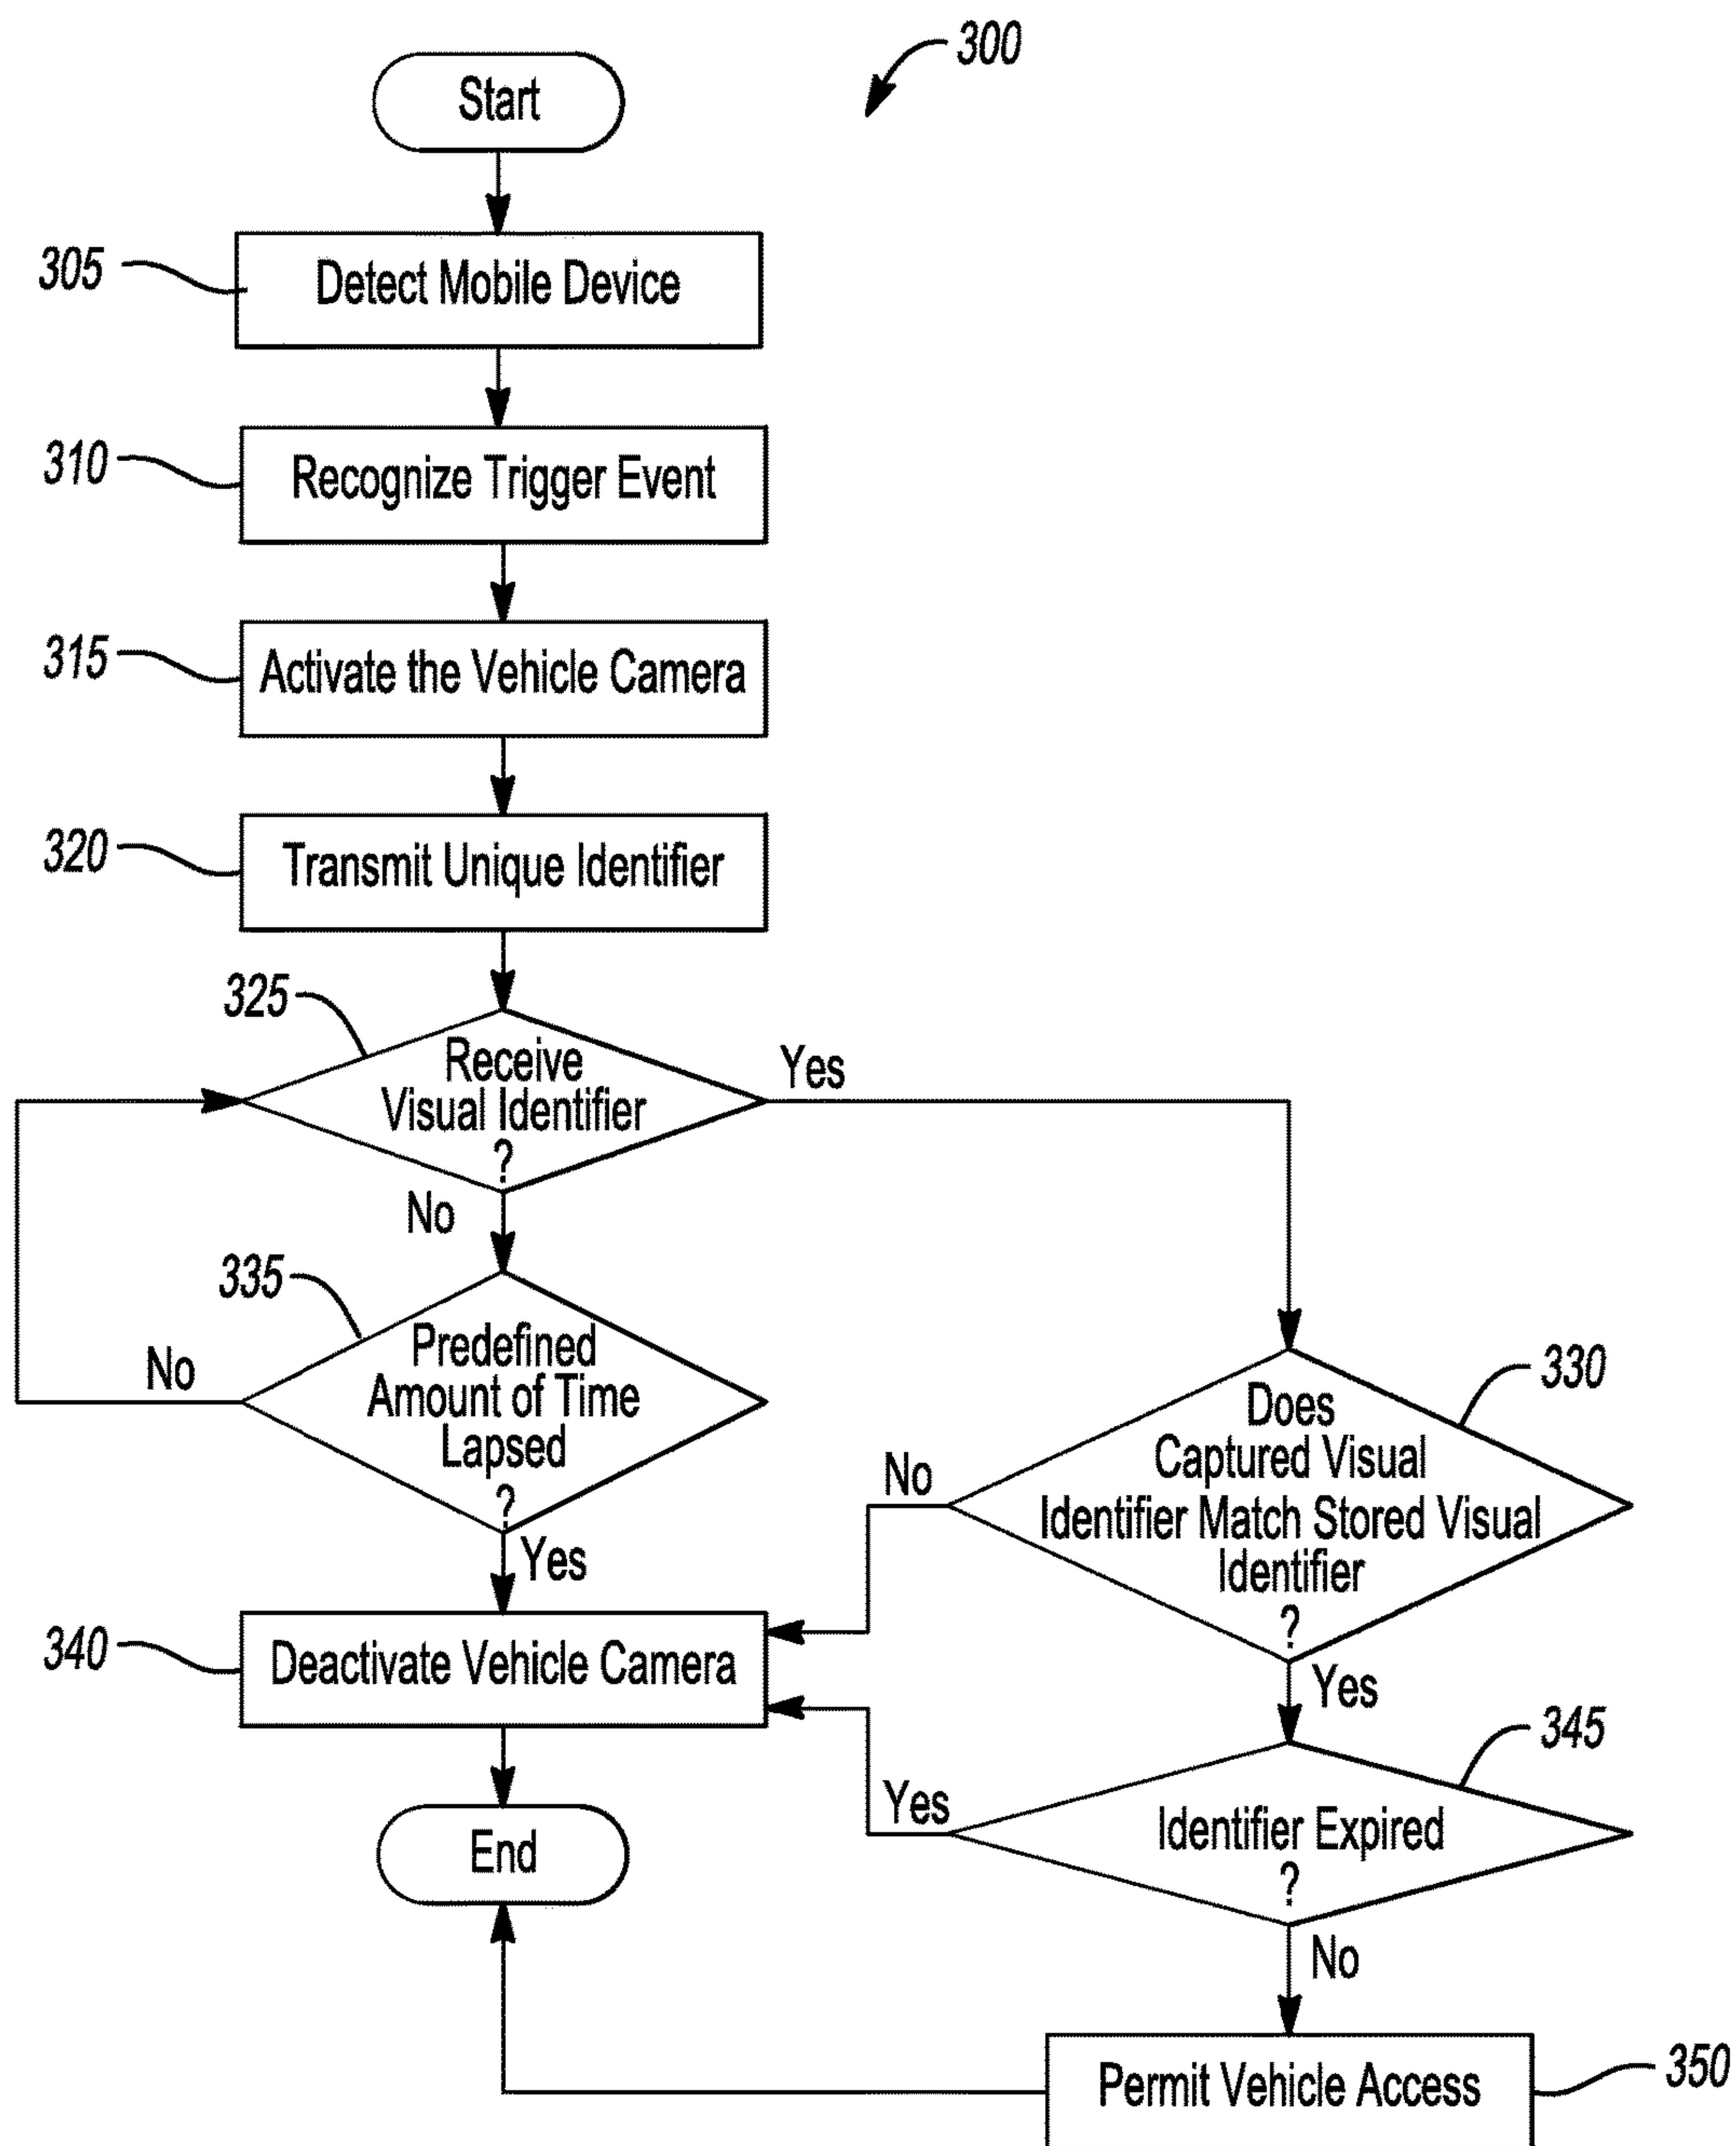 300
Start
305
Detect Mobile Device
310
Recognize Trigger Event
315
Activate the Vehicle Camera
320
Transmit Unique Identifier
325
Receive
Visual Identifier
?
Yes
No
335
Predefined
Amount of Time
Lapsed
?
No
Yes
330
Does
Captured Visual
Identifier Match Stored Visual
Identifier
?
No
Yes
340
Deactivate Vehicle Camera
345
Identifier Expired
?
Yes
No
End
Permit Vehicle Access
350